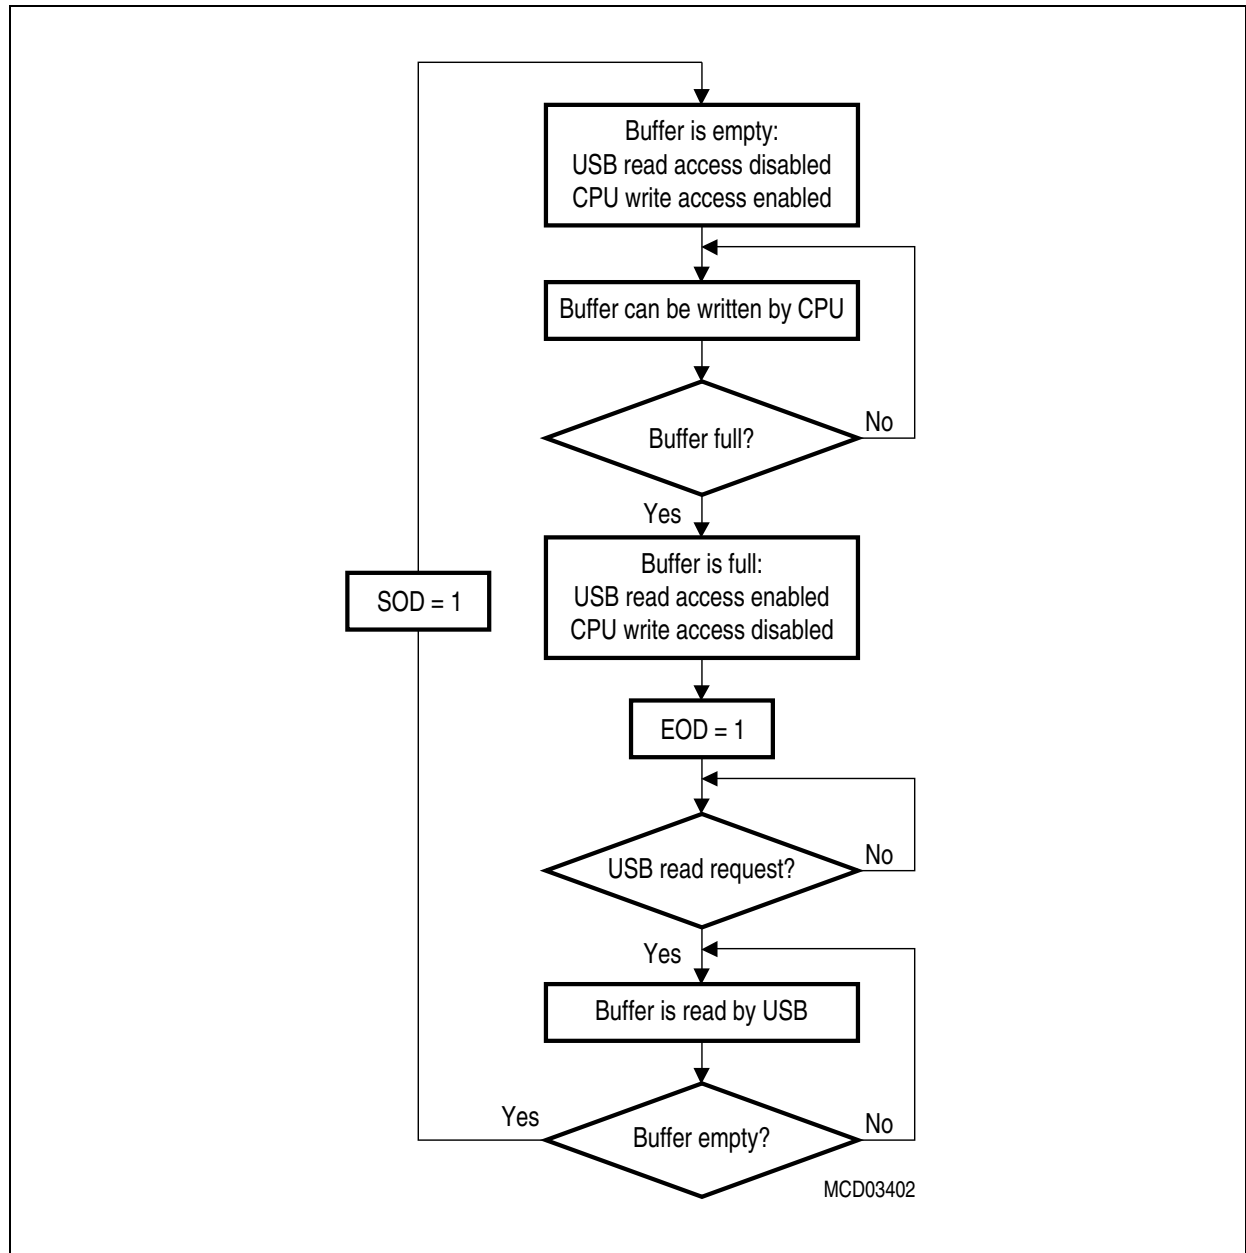 Buffer is empty:
USB read access disabled
CPU write access enabled
Buffer can be written by CPU
Buffer full?
No
Yes
Buffer is full:
USB read access enabled
CPU write access disabled
SOD = 1
EOD = 1
USB read request?
No
Yes
Buffer is read by USB
Buffer empty?
Yes
No
MCD03402